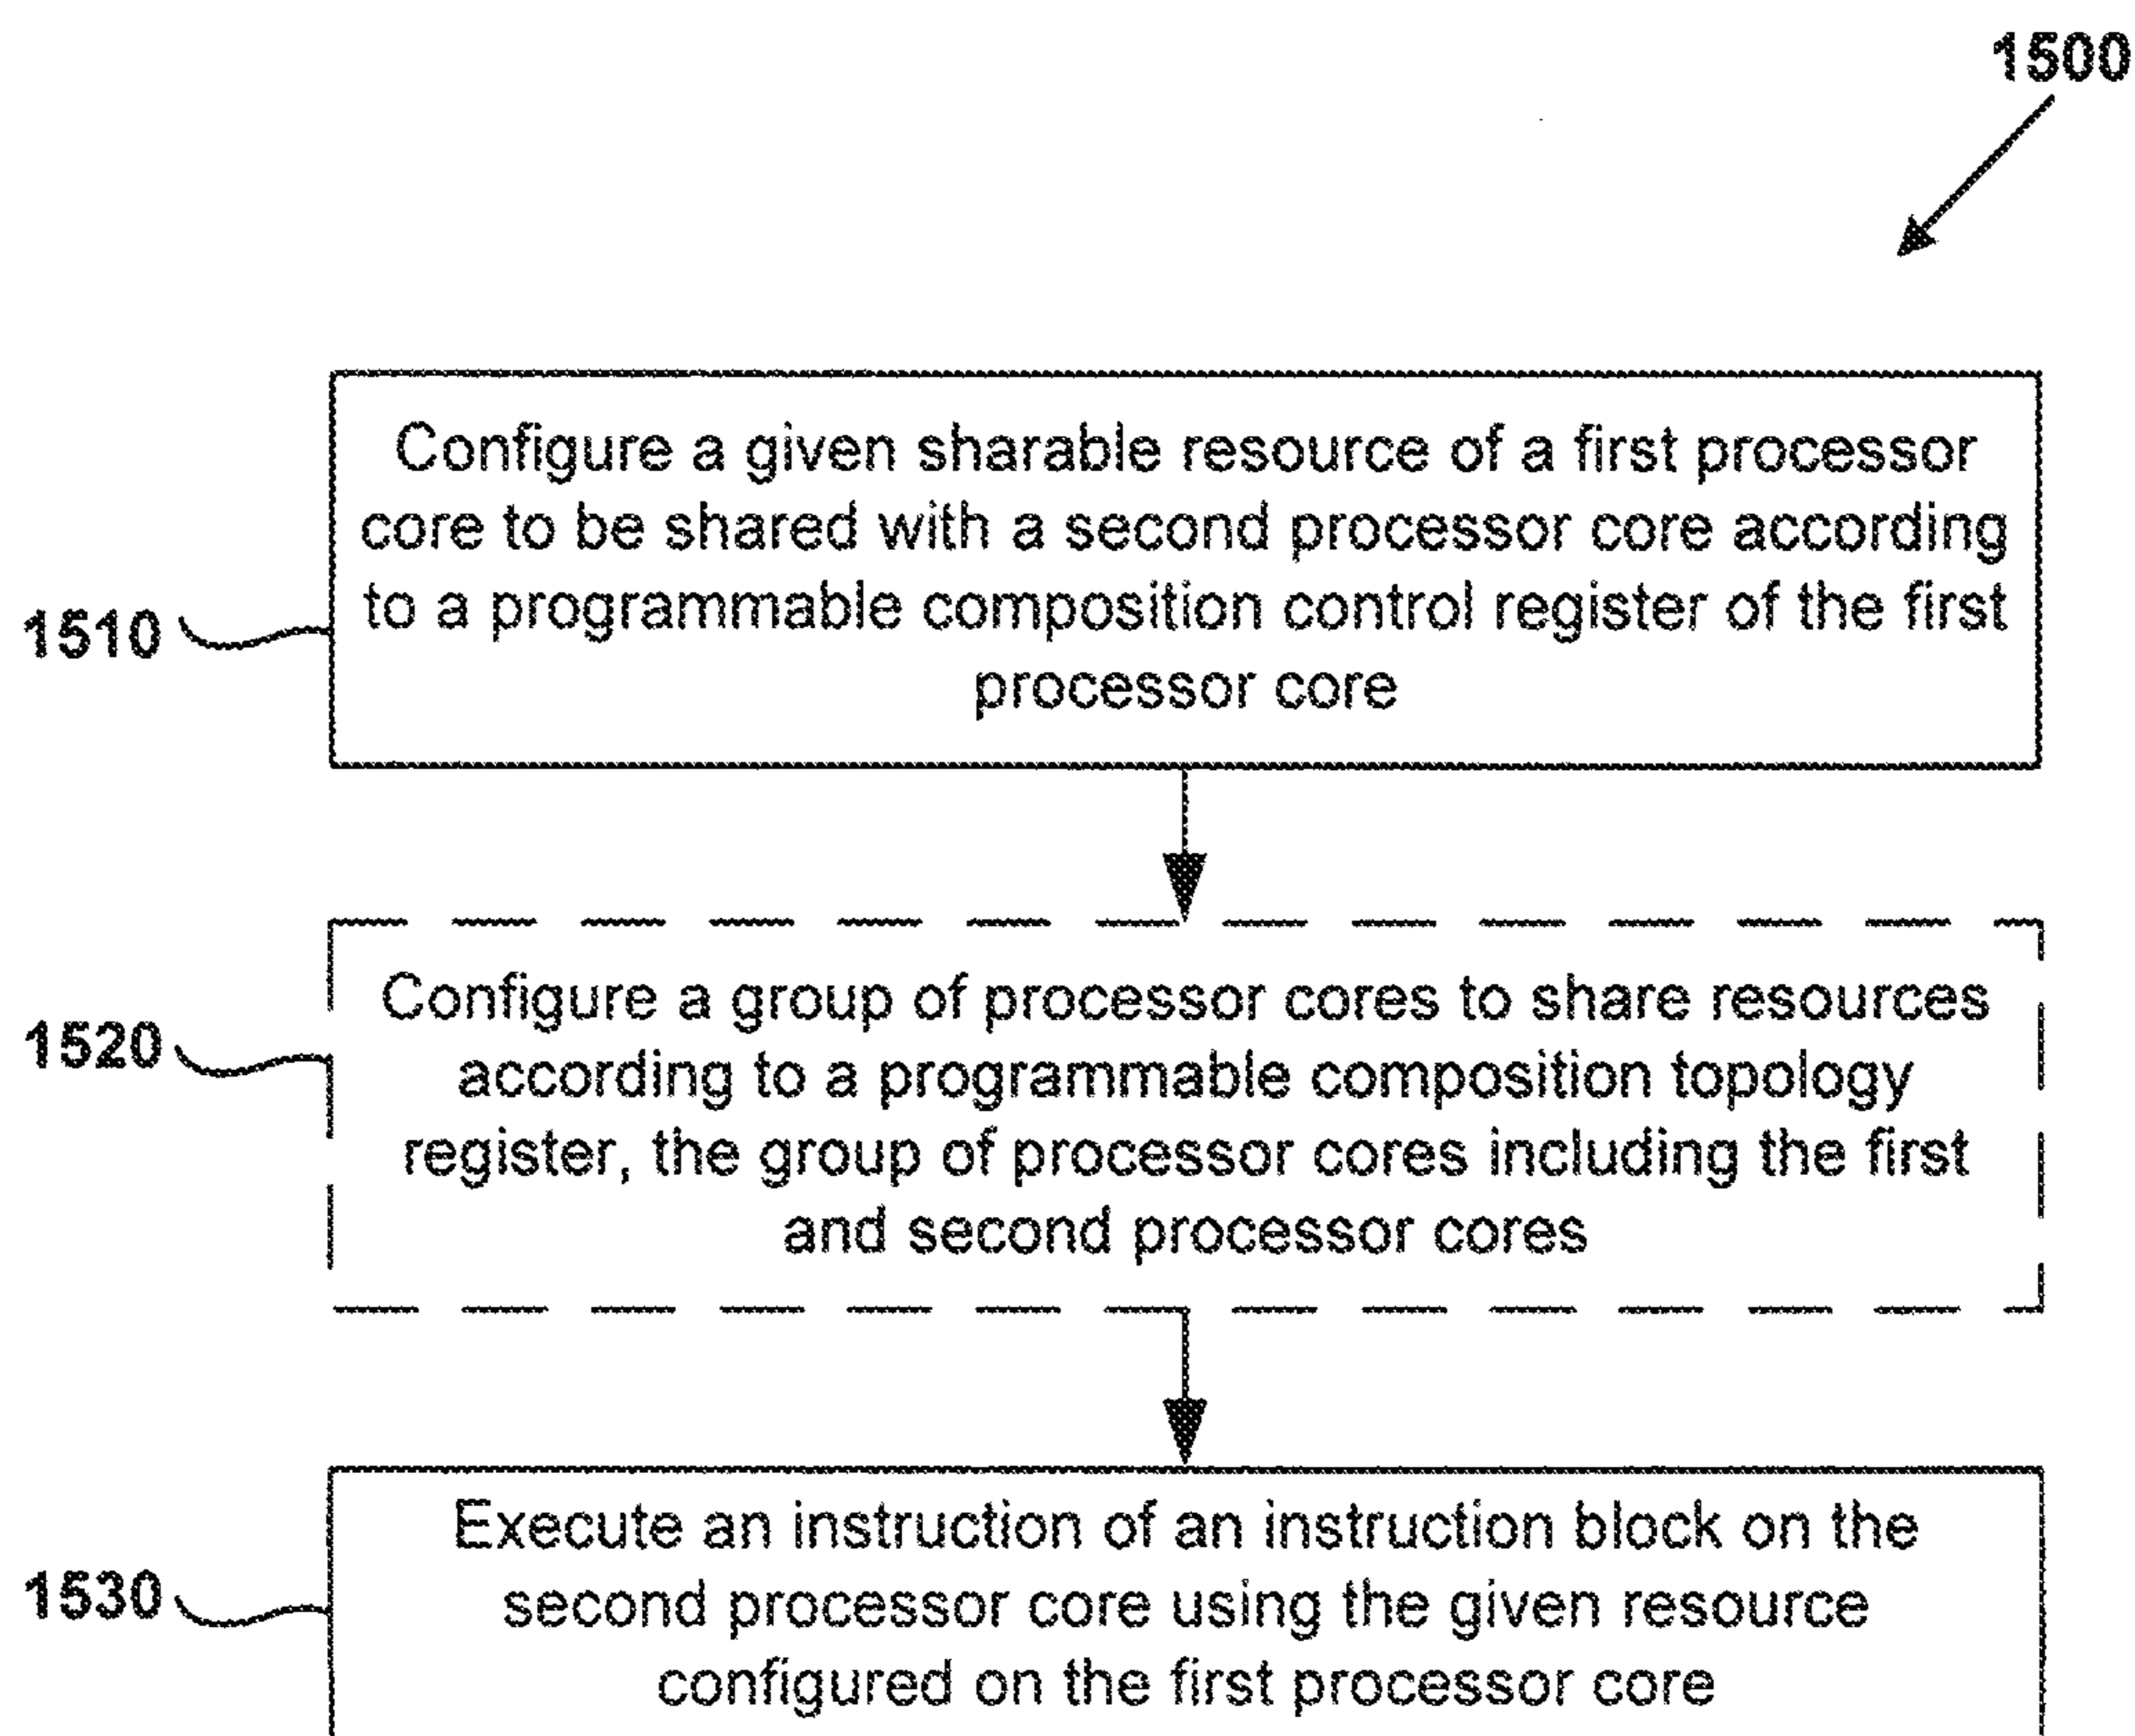 1500
Configure a given sharable resource of a first processor
core to be shared with a second processor core according
to a programmable composition control register of the first
processor core
1510
Configure a group of processor cores to share resources
according to a programmable composition topology
register, the group of processor cores including the first
and second processor cores
1520
Execute an instruction of an instruction block on the
second processor core using the given resource
configured on the first processor core
1530